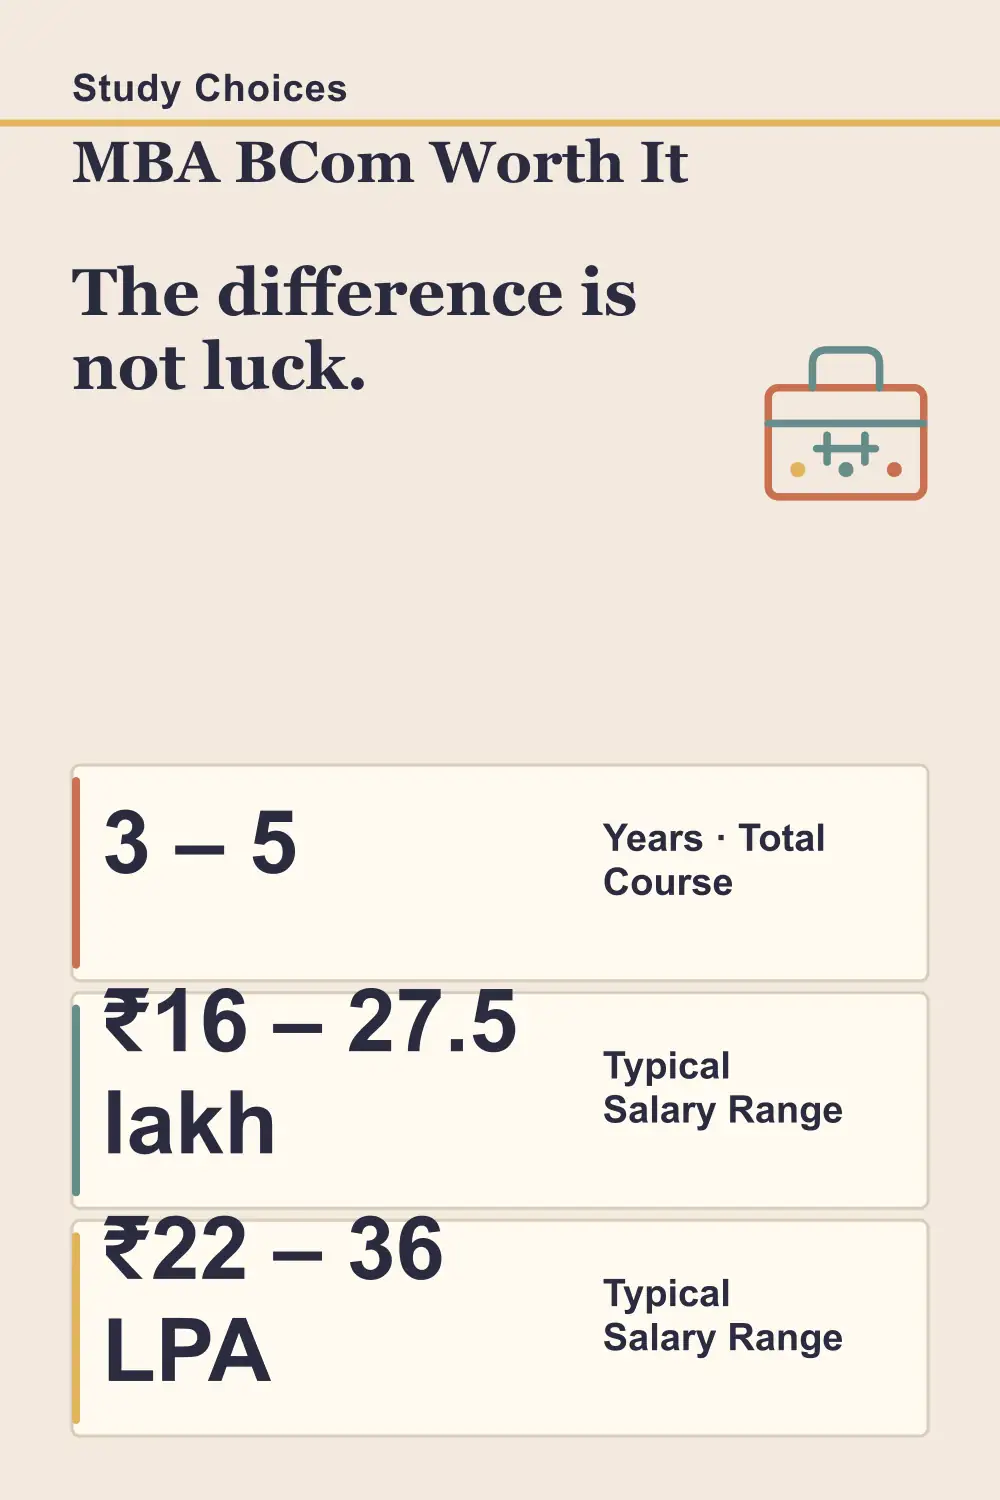 Study Choices
MBA BCom Worth It
The difference is
not luck.
3 – 5
Years · Total
Course
₹16 – 27.5
lakh
Typical
Salary Range
₹22 – 36
LPA
Typical
Salary Range